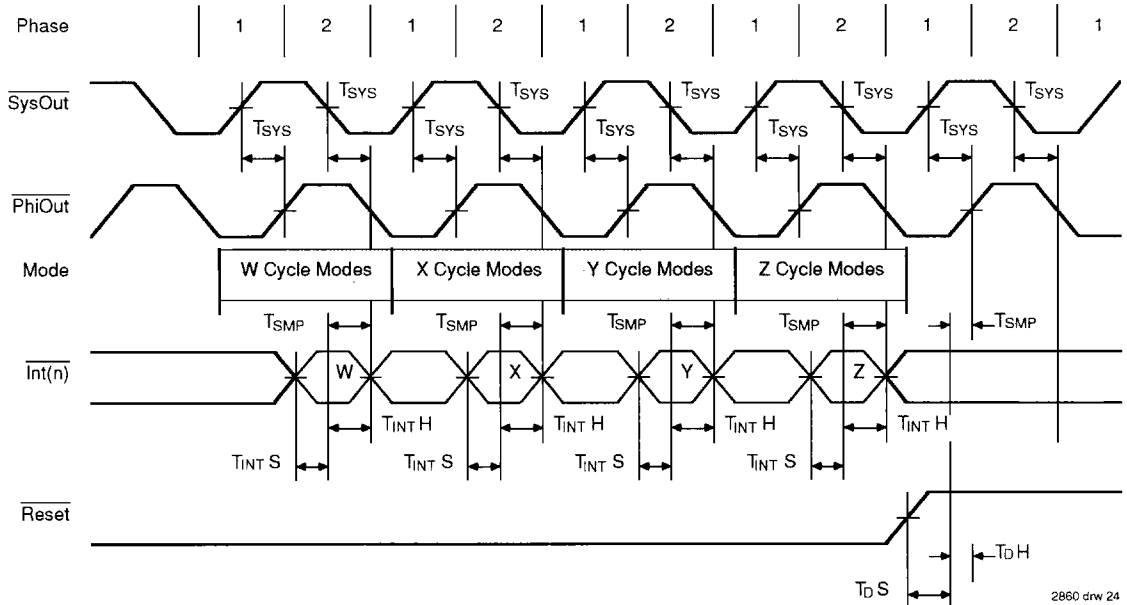 Phase 1 2 1 2 1 2 1 2 1 2 1
SysOut TSYS TSYS TSYS TSYS TSYS
TSYS TSYS TSYS TSYS TSYS
PhiOut
Mode W Cycle Modes X Cycle Modes Y Cycle Modes Z Cycle Modes
TSMP TSMP TSMP TSMP TSMP
Int(n) W X Y Z
TINT H TINT H TINT H TINT H
TINT S TINT S TINT S TINT S
Reset
TD H
TD S
2860 drw 24